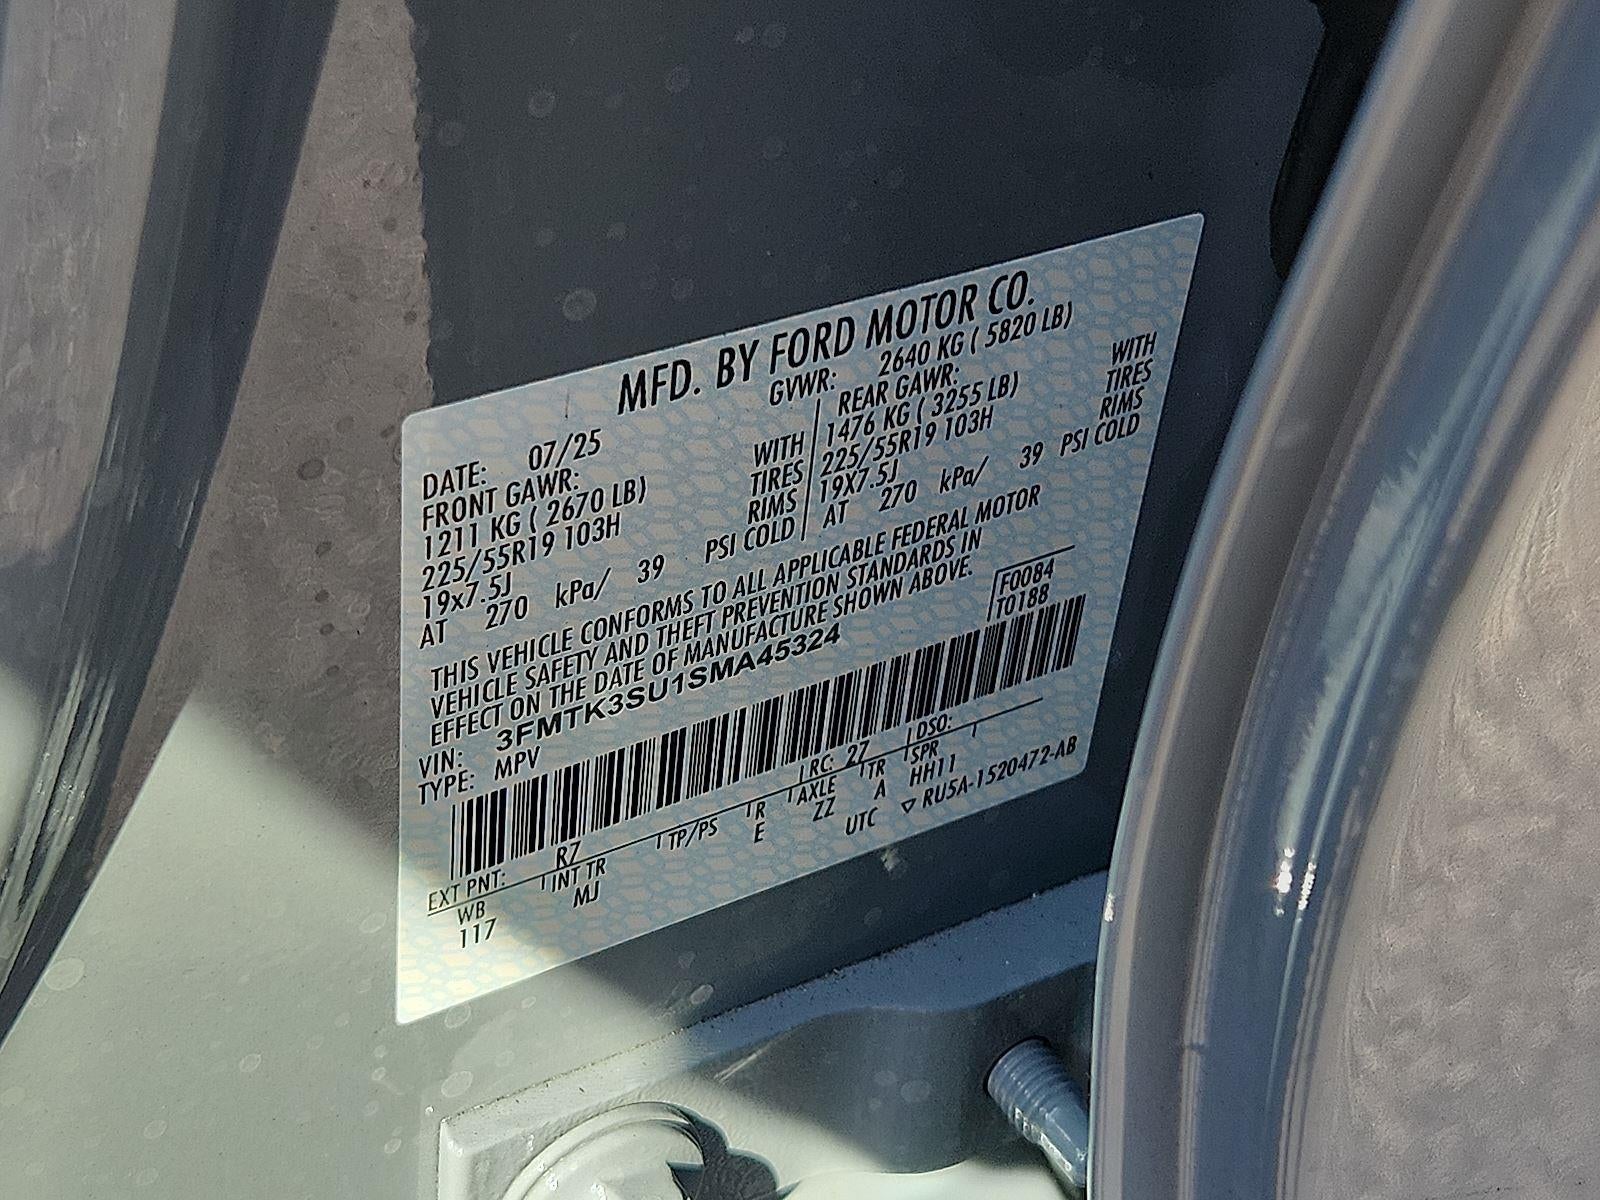 MFD. BY FORD MOTOR CO.
DATE: 07/25 GVWR: 2640 KG ( 5820 LB)
FRONT GAWR: REAR GAWR:
1211 KG ( 2670 LB) WITH 1476 KG ( 3255 LB) WITH
225/55R19 103H TIRES 225/55R19 103H TIRES
19x7.5J RIMS 19X7.5J RIMS
AT 270 kPa/ 39 PSI COLD AT 270 kPa/ 39 PSI COLD
THIS VEHICLE CONFORMS TO ALL APPLICABLE FEDERAL MOTOR
VEHICLE SAFETY AND THEFT PREVENTION STANDARDS IN
EFFECT ON THE DATE OF MANUFACTURE SHOWN ABOVE.
VIN: 3FMTK3SU1SMA45324 F0084
TYPE: MPV T0188
EXT PNT: R7 RC: 27 DSO:
WB INT TR TP/PS R AXLE TR SPR
117 MJ E ZZ A HH11
UTC ▽ RU5A-1520472-AB